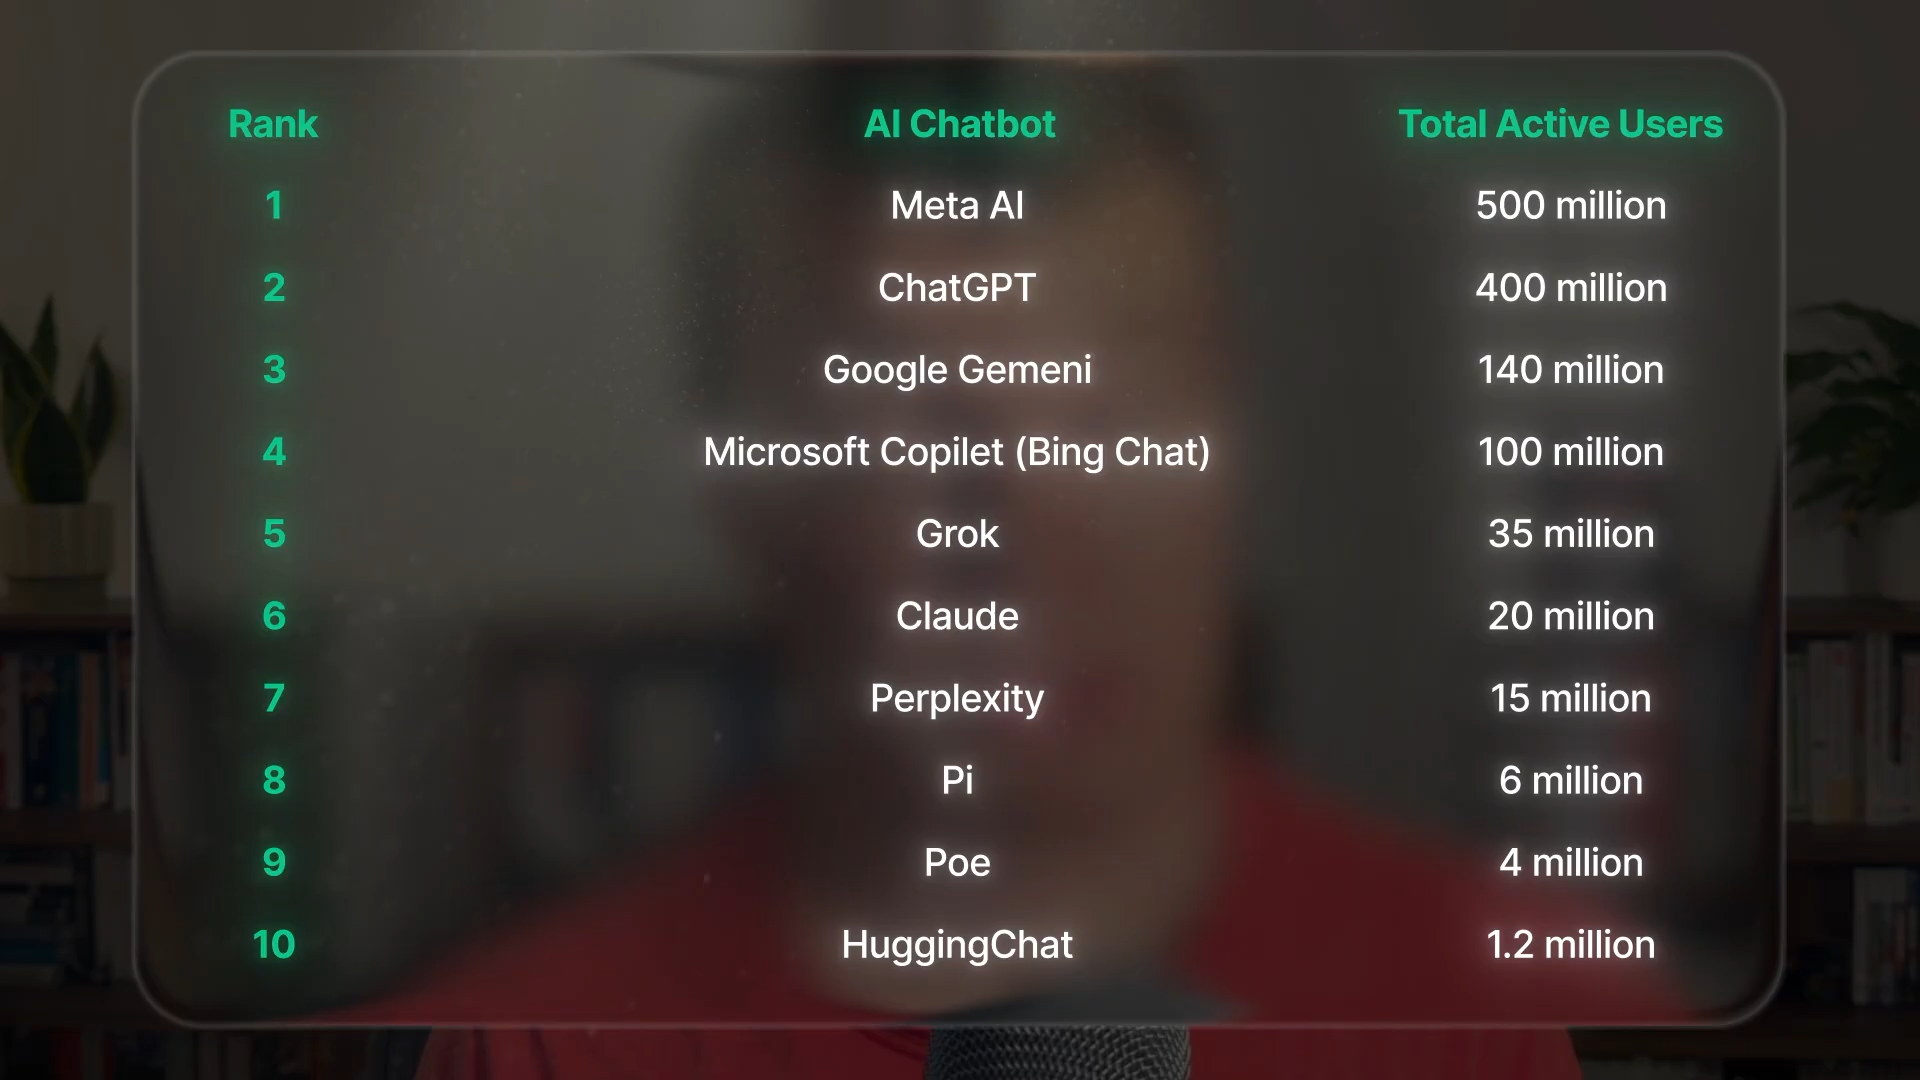 Rank AI Chatbot Total Active Users
1 Meta AI 500 million
2 ChatGPT 400 million
3 Google Gemeni 140 million
4 Microsoft Copilet (Bing Chat) 100 million
5 Grok 35 million
6 Claude 20 million
7 Perplexity 15 million
8 Pi 6 million
9 Poe 4 million
10 HuggingChat 1.2 million